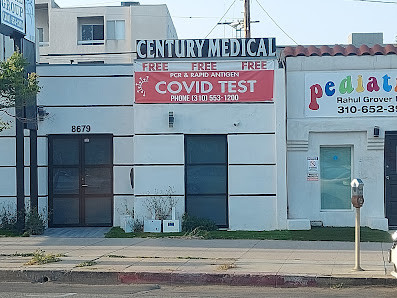 CENTURY MEDICAL
FREE FREE FREE
PCR & RAPID ANTIGEN
COVID TEST
PHONE (310) 553-1200
8679
pediat
Rahul Grover
310-652-39